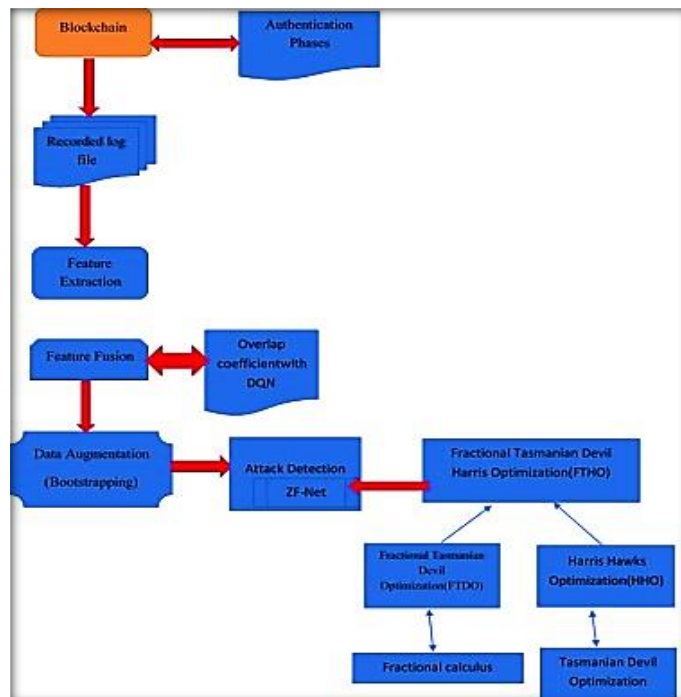 Blockchain
Authentication
Phases
Recorded log
file
Feature
Extraction
Feature Fusion
Overlap
coefficientwith
DQN
Data Augmentation
(Bootstrapping)
Attack Detection
ZF-Net
Fractional Tasmanian Devil
Harris Optimization(FTHO)
Fractional Tasmanian
Devil
Optimization(FTDO)
Harris Hawks
Optimization(HHO)
Fractional calculus
Tasmanian Devil
Optimization